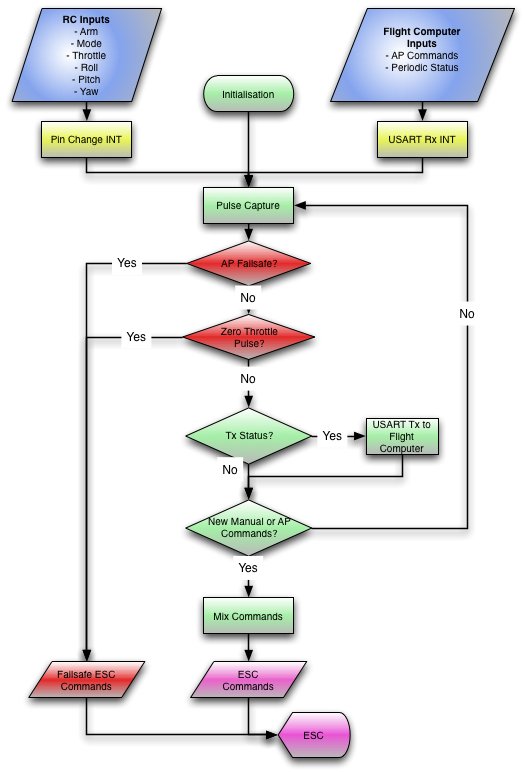 RC Inputs
- Arm
- Mode
- Throttle
- Roll
- Pitch
- Yaw
Flight Computer
Inputs
- AP Commands
- Periodic Status
Initialisation
Pin Change INT
USART Rx INT
Pulse Capture
AP Failsafe?
Yes
No
Zero Throttle
Pulse?
Yes
No
No
Tx Status?
Yes
USART Tx to
Flight
Computer
No
New Manual or AP
Commands?
Yes
Mix Commands
Failsafe ESC
Commands
ESC
Commands
ESC